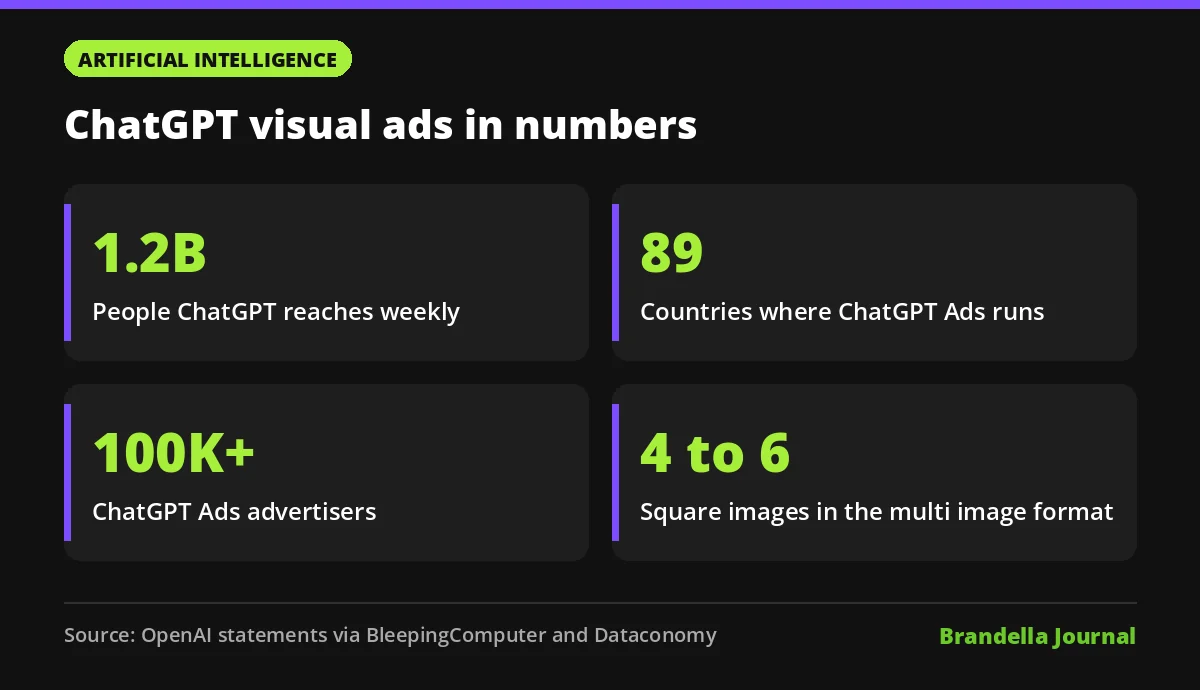 ARTIFICIAL INTELLIGENCE
ChatGPT visual ads in numbers
1.2B
People ChatGPT reaches weekly
89
Countries where ChatGPT Ads runs
100K+
ChatGPT Ads advertisers
4 to 6
Square images in the multi image format
Source: OpenAI statements via BleepingComputer and Dataconomy
Brandella Journal